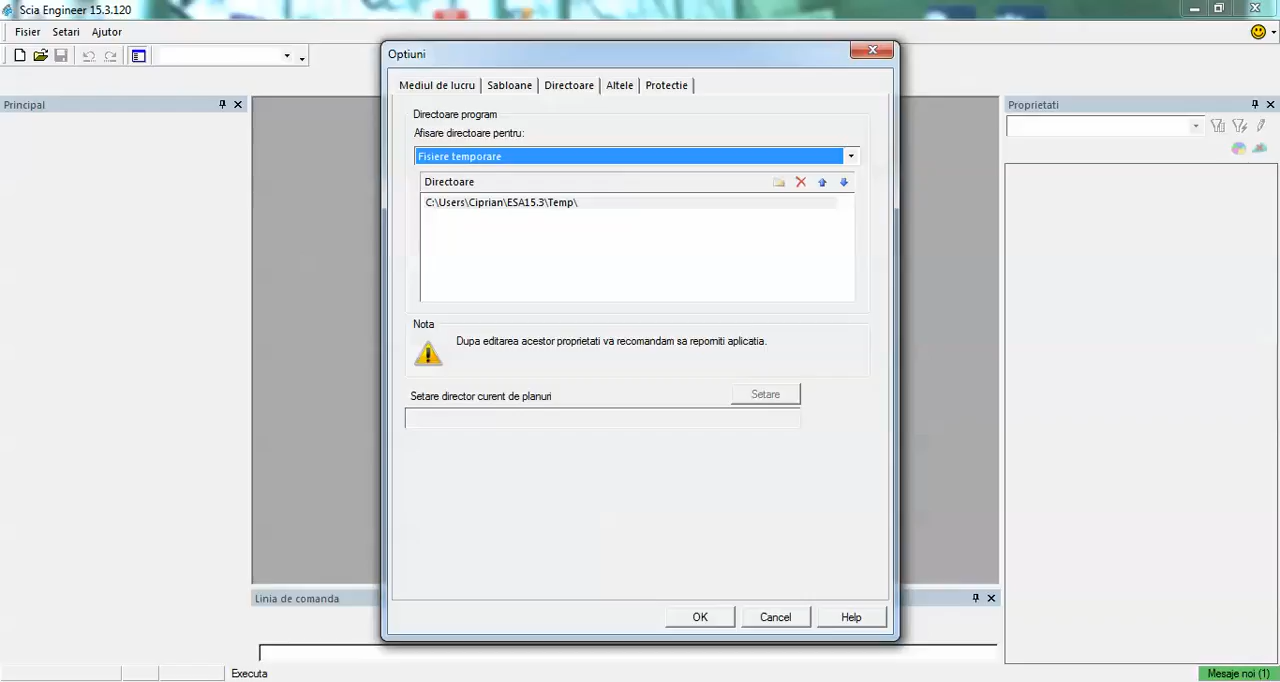 Scia Engineer 15.3.120
Fisier Setari Ajutor
Principal
Optiuni
Mediul de lucru Sabloane Directoare Altele Protectie
Directoare program
Afisare directoare pentru:
Fisiere temporare
Directoare
C:\Users\Ciprian\ESA15.3\Temp\
Nota
Dupa editarea acestor proprietati va recomandam sa reporniti aplicatia.
Setare director curent de planuri
Setare
OK Cancel Help
Proprietati
Linia de comanda
Executa
Mesaje noi (1)